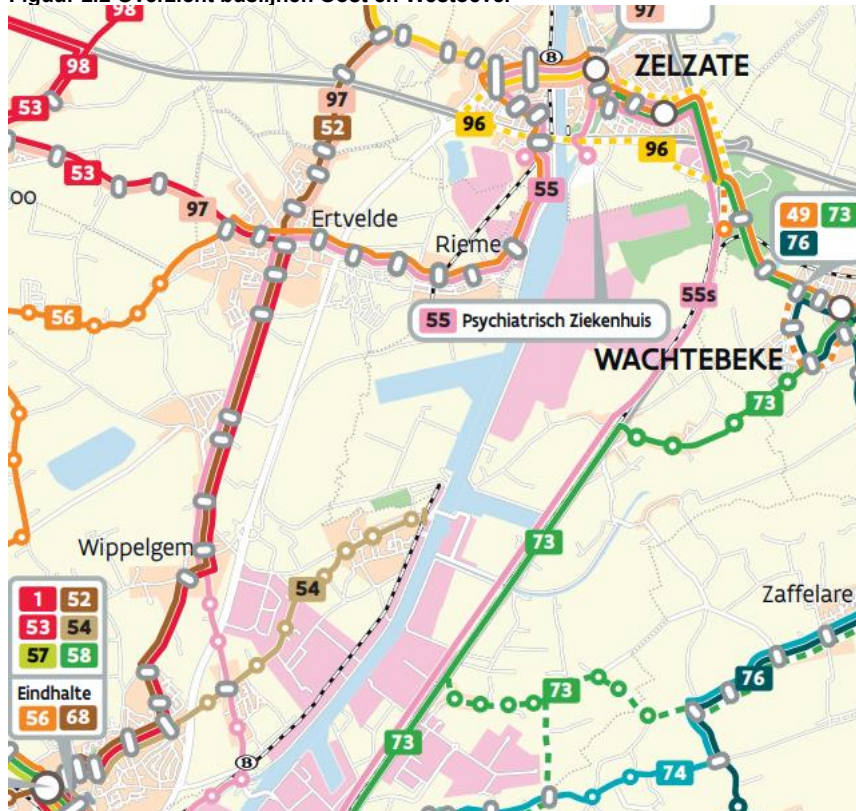 98
97
98
B
ZELZATE
53
97
52
96
96
53
55
oo
97
Ertvelde
Rieme
49 73
76
55s
56
55 Psychiatrisch Ziekenhuis
WACHTEBEKE
73
73
Wippelgem
54
1 52
53 54
57 58
Eindhalte
56 68
Zaffelare
76
73
73
74
B